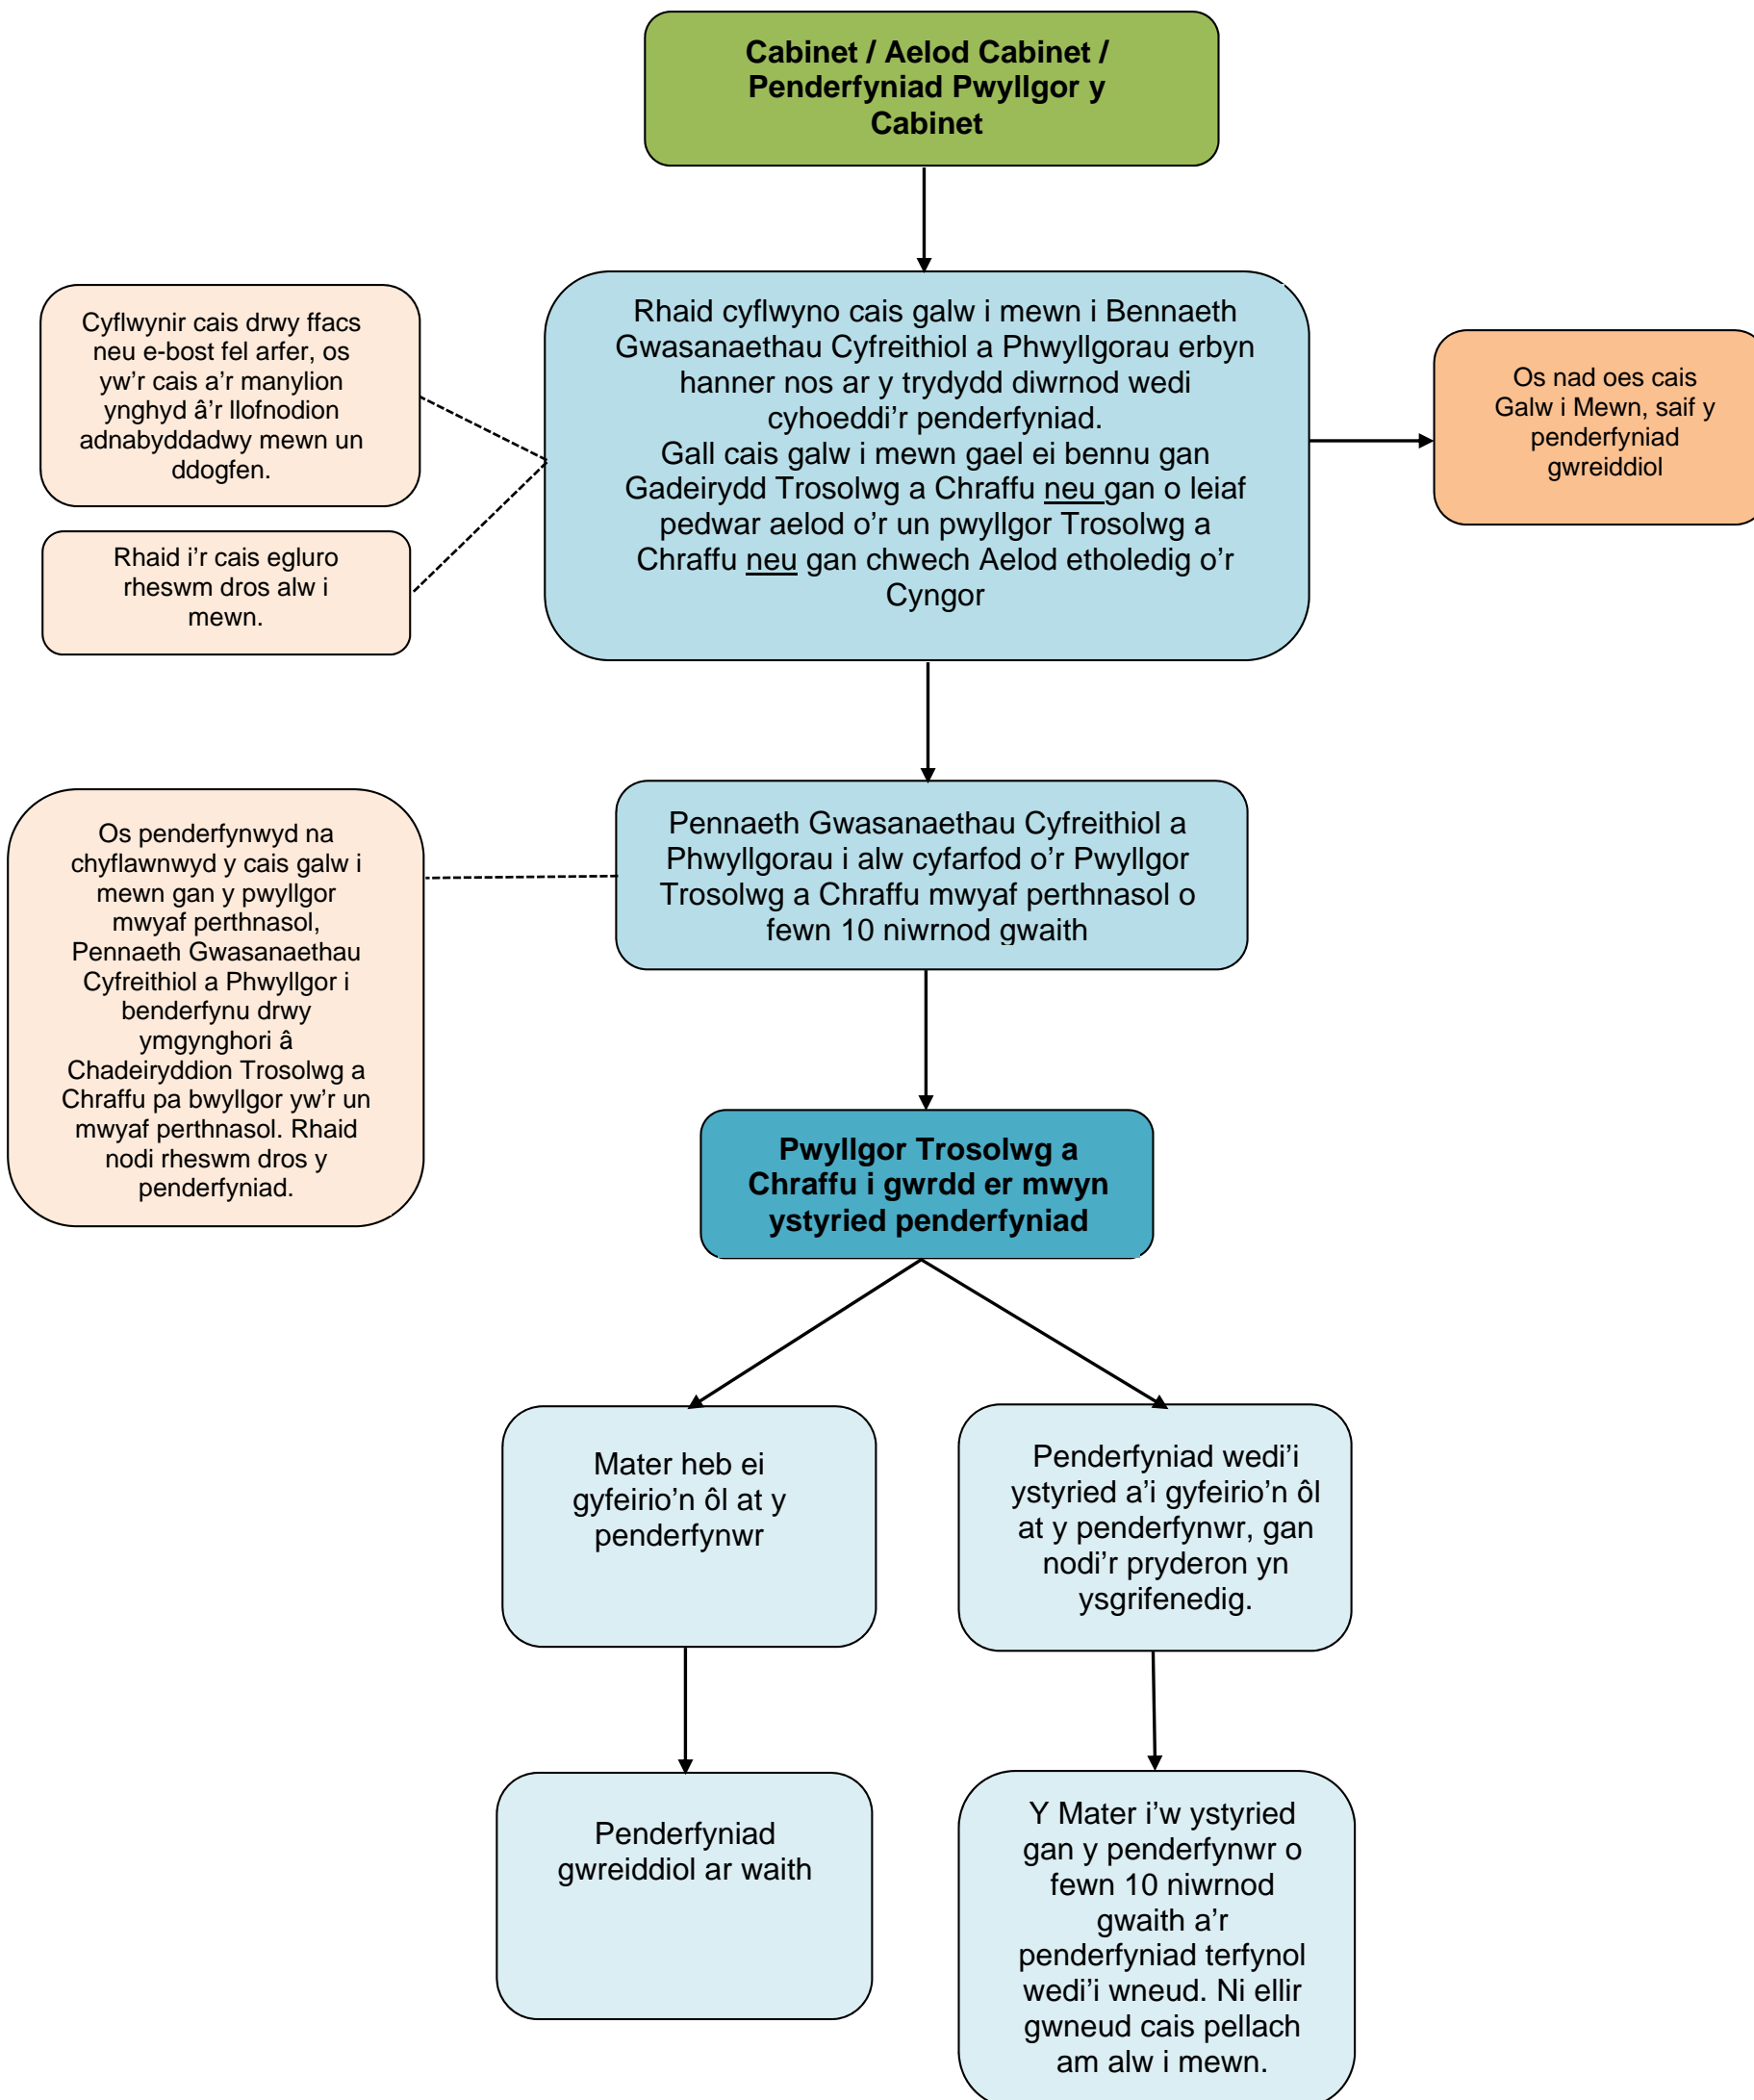 Cabinet / Aelod Cabinet /
Penderfyniad Pwyllgor y
Cabinet
Cyflwynir cais drwy ffacs
neu e-bost fel arfer, os
yw’r cais a’r manylion
ynghyd â’r llofnodion
adnabyddadwy mewn un
ddogfen.
Rhaid i’r cais egluro
rheswm dros alw i
mewn.
Rhaid cyflwyno cais galw i mewn i Bennaeth
Gwasanaethau Cyfreithiol a Phwyllgorau erbyn
hanner nos ar y trydydd diwrnod wedi
cyhoeddi’r penderfyniad.
Gall cais galw i mewn gael ei bennu gan
Gadeirydd Trosolwg a Chraffu neu gan o leiaf
pedwar aelod o’r un pwyllgor Trosolwg a
Chraffu neu gan chwech Aelod etholedig o’r
Cyngor
Os nad oes cais
Galw i Mewn, saif y
penderfyniad
gwreiddiol
Os penderfynwyd na
chyflawnwyd y cais galw i
mewn gan y pwyllgor
mwyaf perthnasol,
Pennaeth Gwasanaethau
Cyfreithiol a Phwyllgor i
benderfynu drwy
ymgynghori â
Chadeiryddion Trosolwg a
Chraffu pa bwyllgor yw’r un
mwyaf perthnasol. Rhaid
nodi rheswm dros y
penderfyniad.
Pennaeth Gwasanaethau Cyfreithiol a
Phwyllgorau i alw cyfarfod o’r Pwyllgor
Trosolwg a Chraffu mwyaf perthnasol o
fewn 10 niwrnod gwaith
Pwyllgor Trosolwg a
Chraffu i gwrdd er mwyn
ystyried penderfyniad
Mater heb ei
gyfeirio’n ôl at y
penderfynwr
Penderfyniad wedi’i
ystyried a’i gyfeirio’n ôl
at y penderfynwr, gan
nodi’r pryderon yn
ysgrifenedig.
Penderfyniad
gwreiddiol ar waith
Y Mater i’w ystyried
gan y penderfynwr o
fewn 10 niwrnod
gwaith a’r
penderfyniad terfynol
wedi’i wneud. Ni ellir
gwneud cais pellach
am alw i mewn.